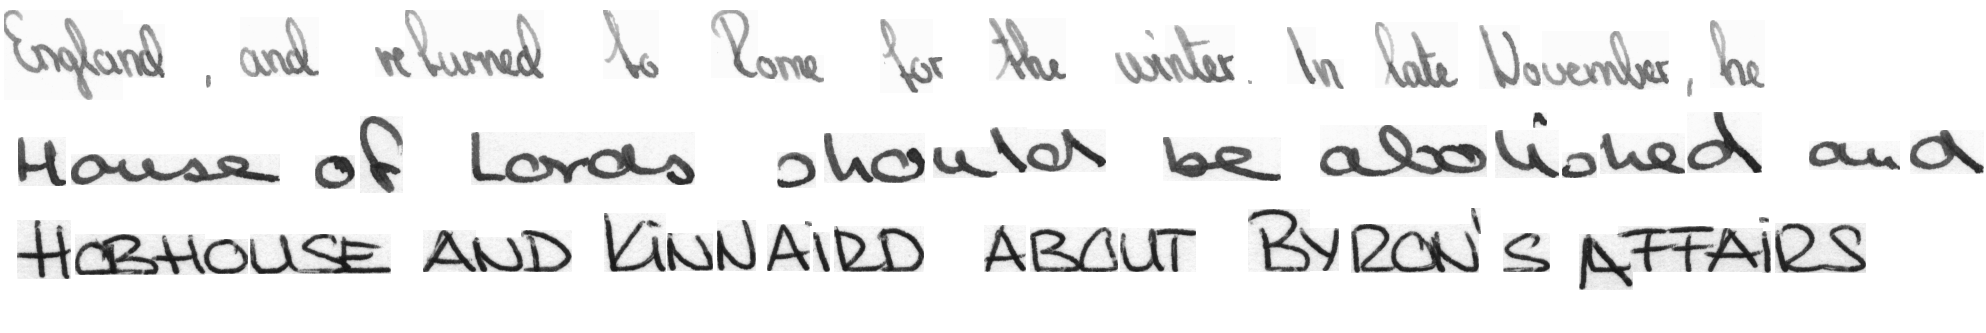 England, and returned to Rome for the winter. In late November, he
House of Lords should be abolished and
HOBHOUSE AND KINNAIRD ABOUT BYRON'S AFFAIRS